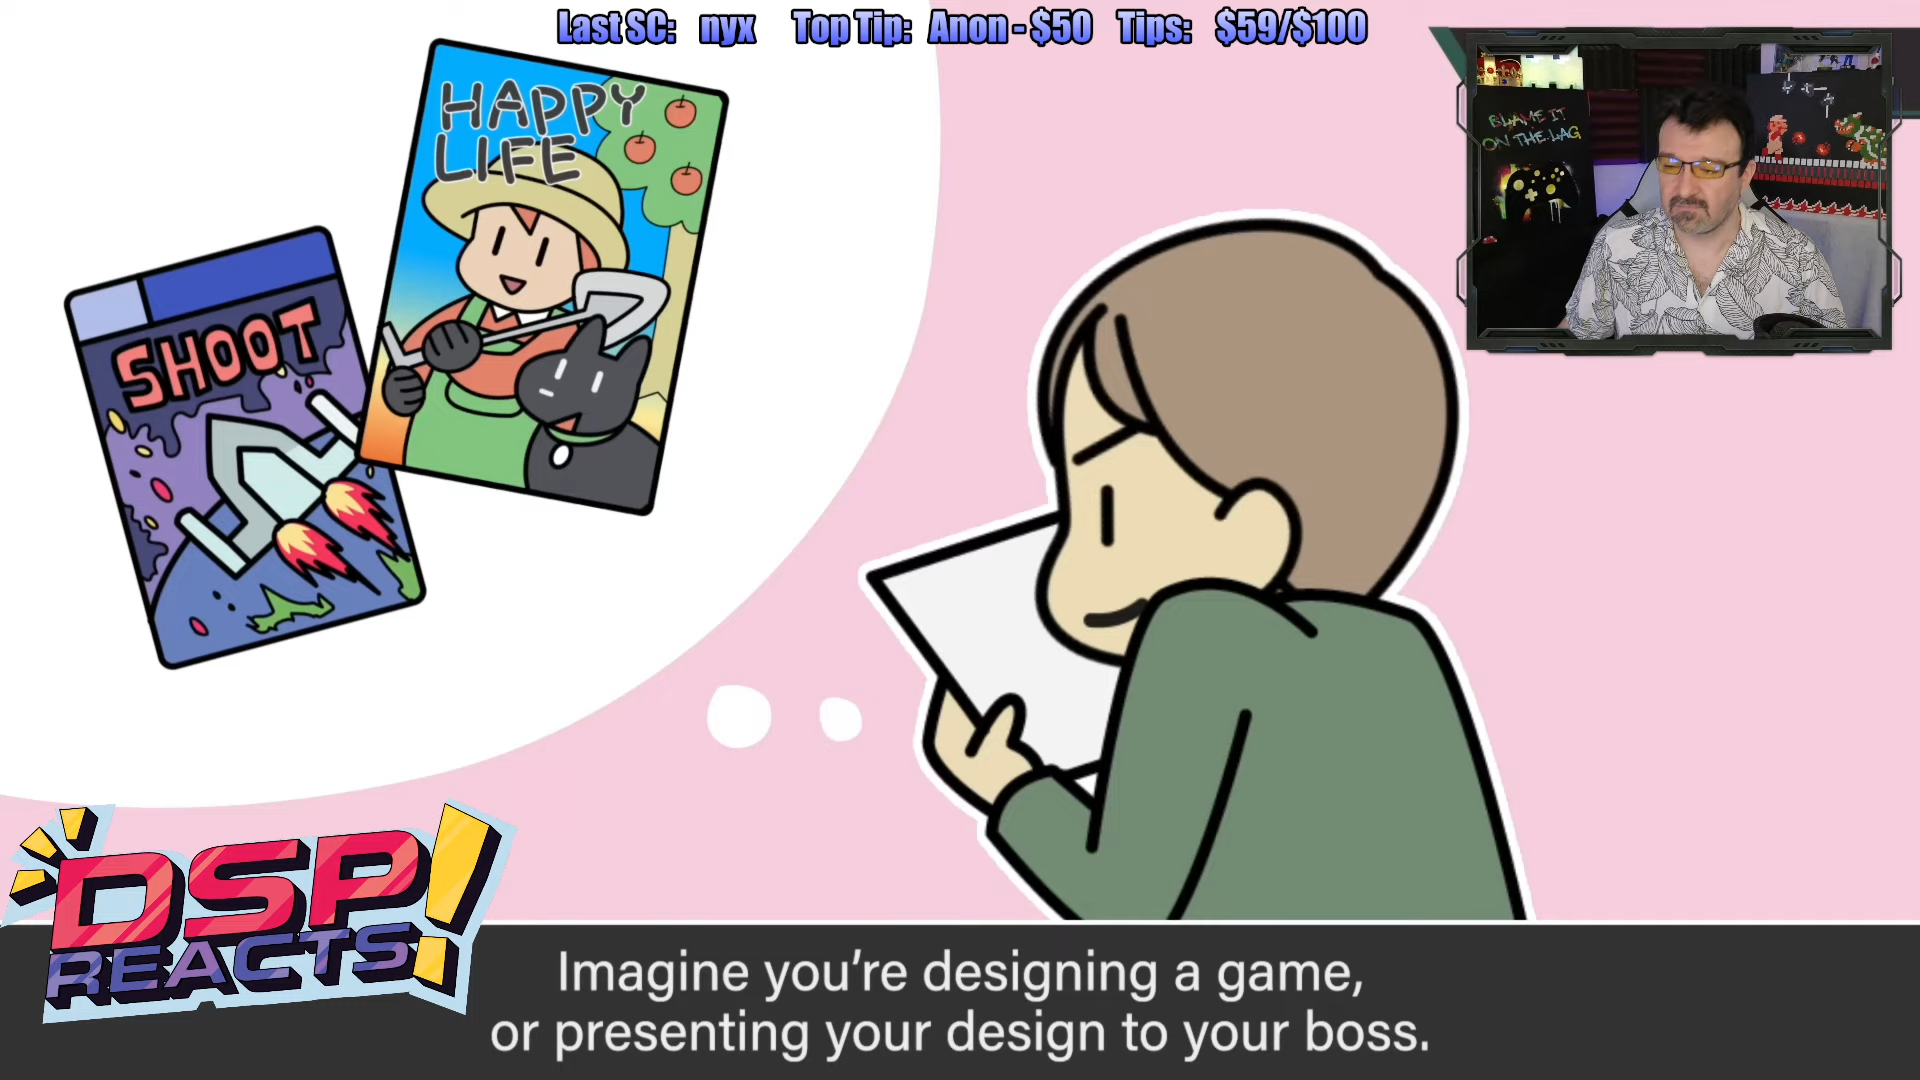 Last SC: nyx Top Tip: Anon - $50 Tips: $59/$100
HAPPY
LIFE
SHOOT
BLAME IT
ON THE LAG
DSP
REACTS!
Imagine you're designing a game,
or presenting your design to your boss.